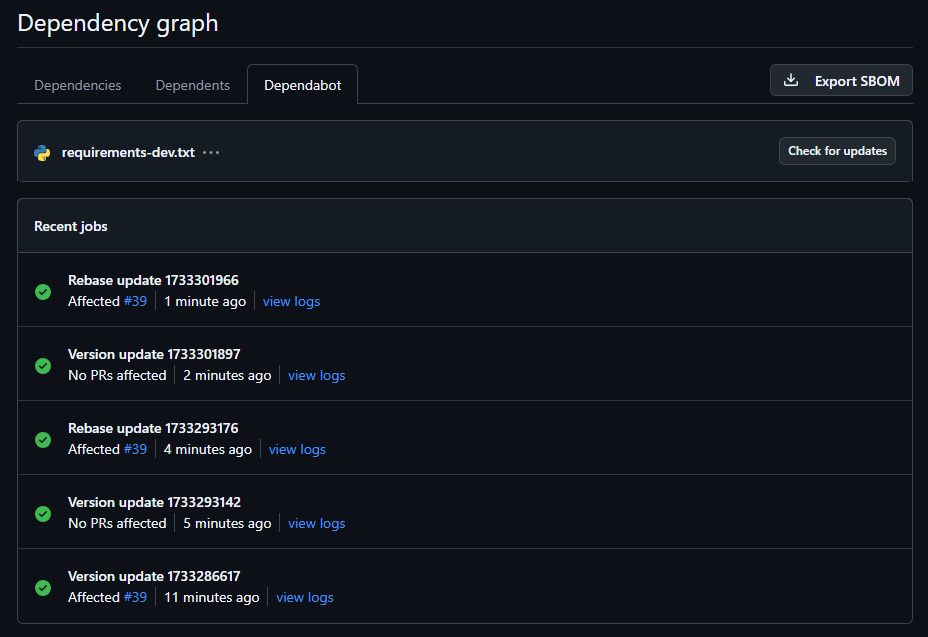 Dependency graph
Dependencies Dependents Dependabot Export SBOM
requirements-dev.txt ··· Check for updates
Recent jobs
Rebase update 1733301966
Affected #39 1 minute ago view logs
Version update 1733301897
No PRs affected 2 minutes ago view logs
Rebase update 1733293176
Affected #39 4 minutes ago view logs
Version update 1733293142
No PRs affected 5 minutes ago view logs
Version update 1733286617
Affected #39 11 minutes ago view logs